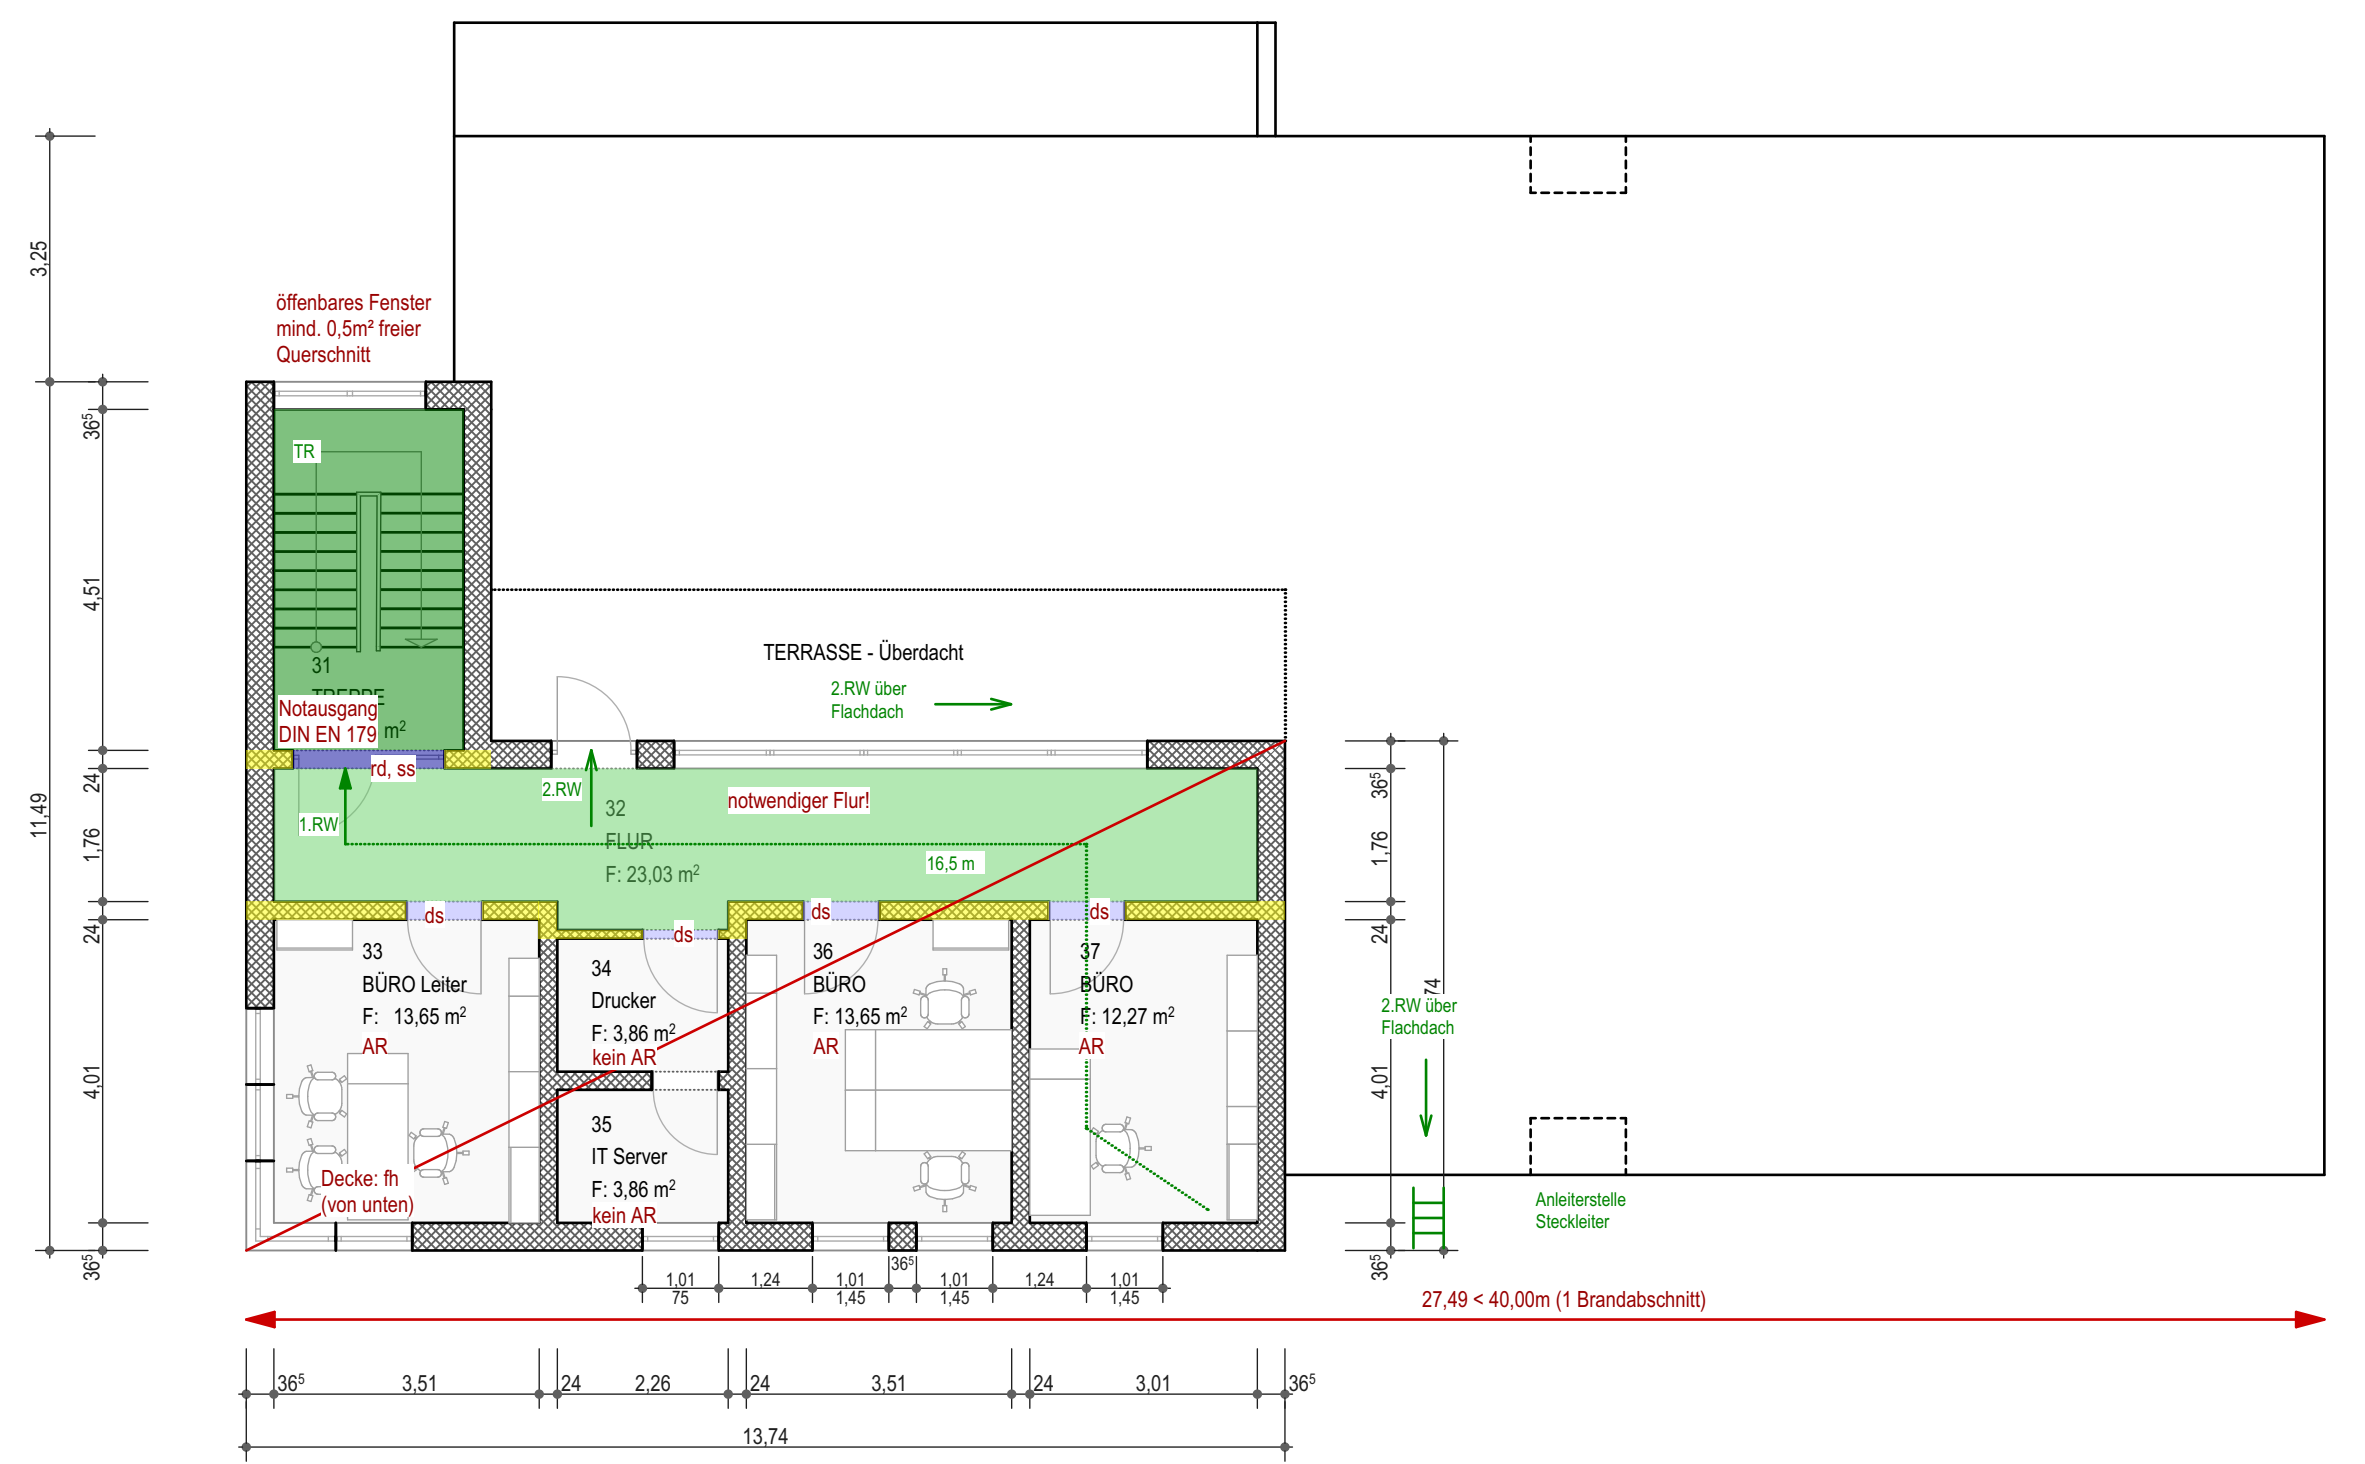 3,25
11,49
36⁵
4,51
24
1,76
24
4,01
36⁵
öffenbares Fenster
mind. 0,5m² freier
Querschnitt
TR
31
TREPPE
m²
Notausgang
DIN EN 179
rd, ss
1.RW
2.RW
TERRASSE - Überdacht
2.RW über
Flachdach
32
FLUR
F: 23,03 m²
notwendiger Flur!
16,5 m
ds
ds
ds
ds
33
BÜRO Leiter
F: 13,65 m²
AR
34
Drucker
F: 3,86 m²
kein AR
35
IT Server
F: 3,86 m²
kein AR
36
BÜRO
F: 13,65 m²
AR
37
BÜRO
F: 12,27 m²
AR
Decke: fh
(von unten)
36⁵
1,76
24
4,01
36⁵
74
2.RW über
Flachdach
Anleiterstelle
Steckleiter
36⁵
1,01
1,24
1,01
1,01
1,24
1,01
75
1,45
1,45
1,45
27,49 < 40,00m (1 Brandabschnitt)
36⁵
3,51
24
2,26
24
3,51
24
3,01
36⁵
13,74